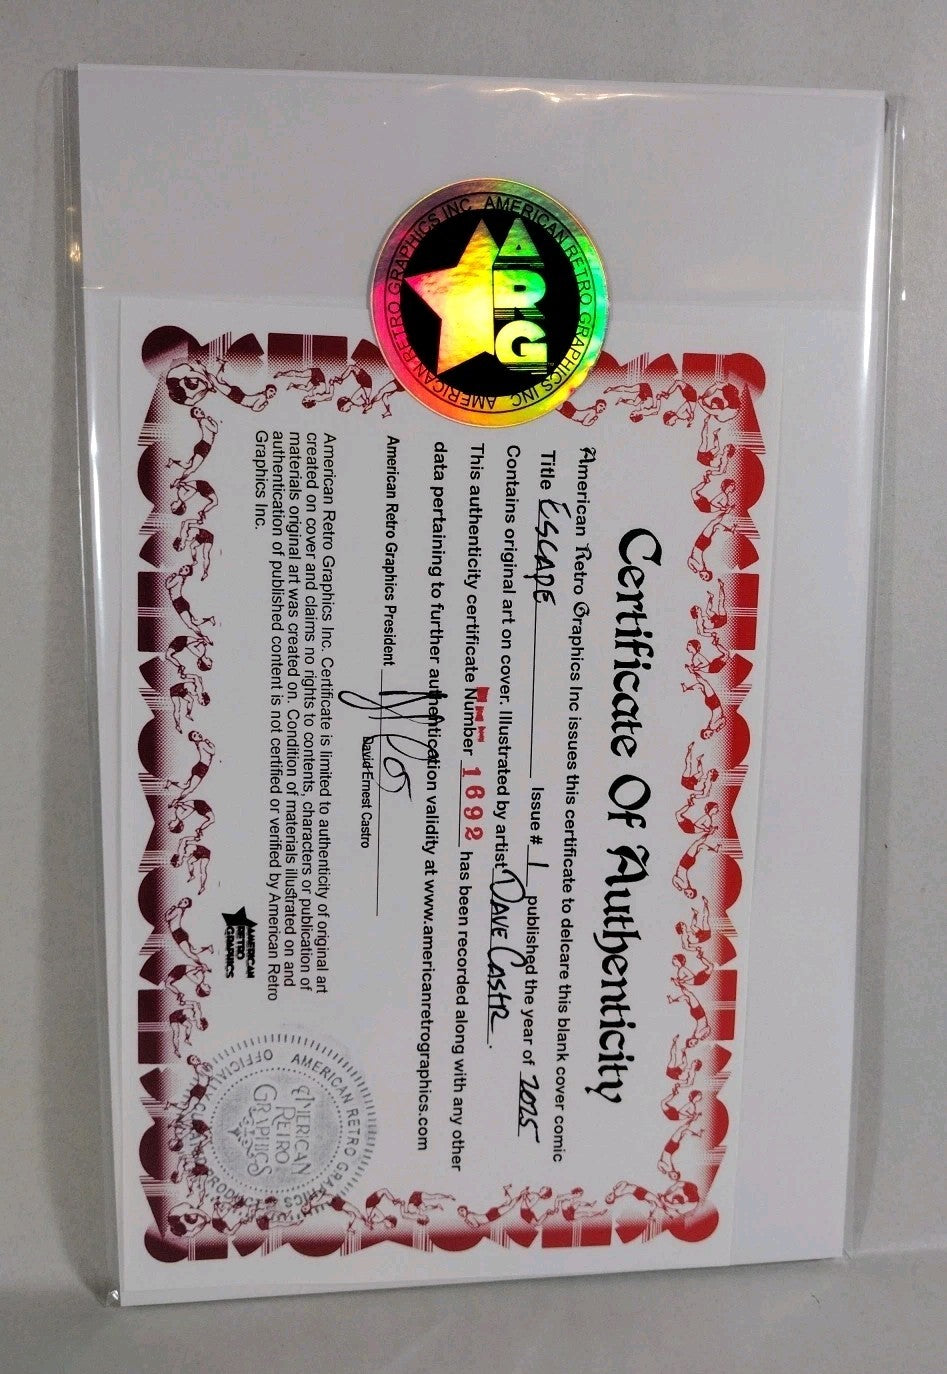 AMERICAN RETRO GRAPHICS INC. AMERICAN RETRO GRAPHICS INC.
ARG
Certificate Of Authenticity
American Retro Graphics Inc issues this certificate to delcare this blank cover comic
Title ESCAPE Issue # 1 published the year of 2025
Contains original art on cover. Illustrated by artist DAVE CASTR.
This authenticity certificate Number 1692 has been recorded along with any other
data pertaining to further authentication validity at www.americanretrographics.com
American Retro Graphics President
David Ernest Castro
American Retro Graphics Inc. Certificate is limited to authenticity of original art
created on cover and claims no rights to contents, characters or publication of
materials original art was created on. Condition of materials illustrated on and
authentication of published content is not certified or verified by American Retro
Graphics Inc.
AMERICAN
RETRO
GRAPHICS
AMERICAN RETRO GRAPHICS
OFFICIAL
AMERICAN
RETRO
GRAPHICS